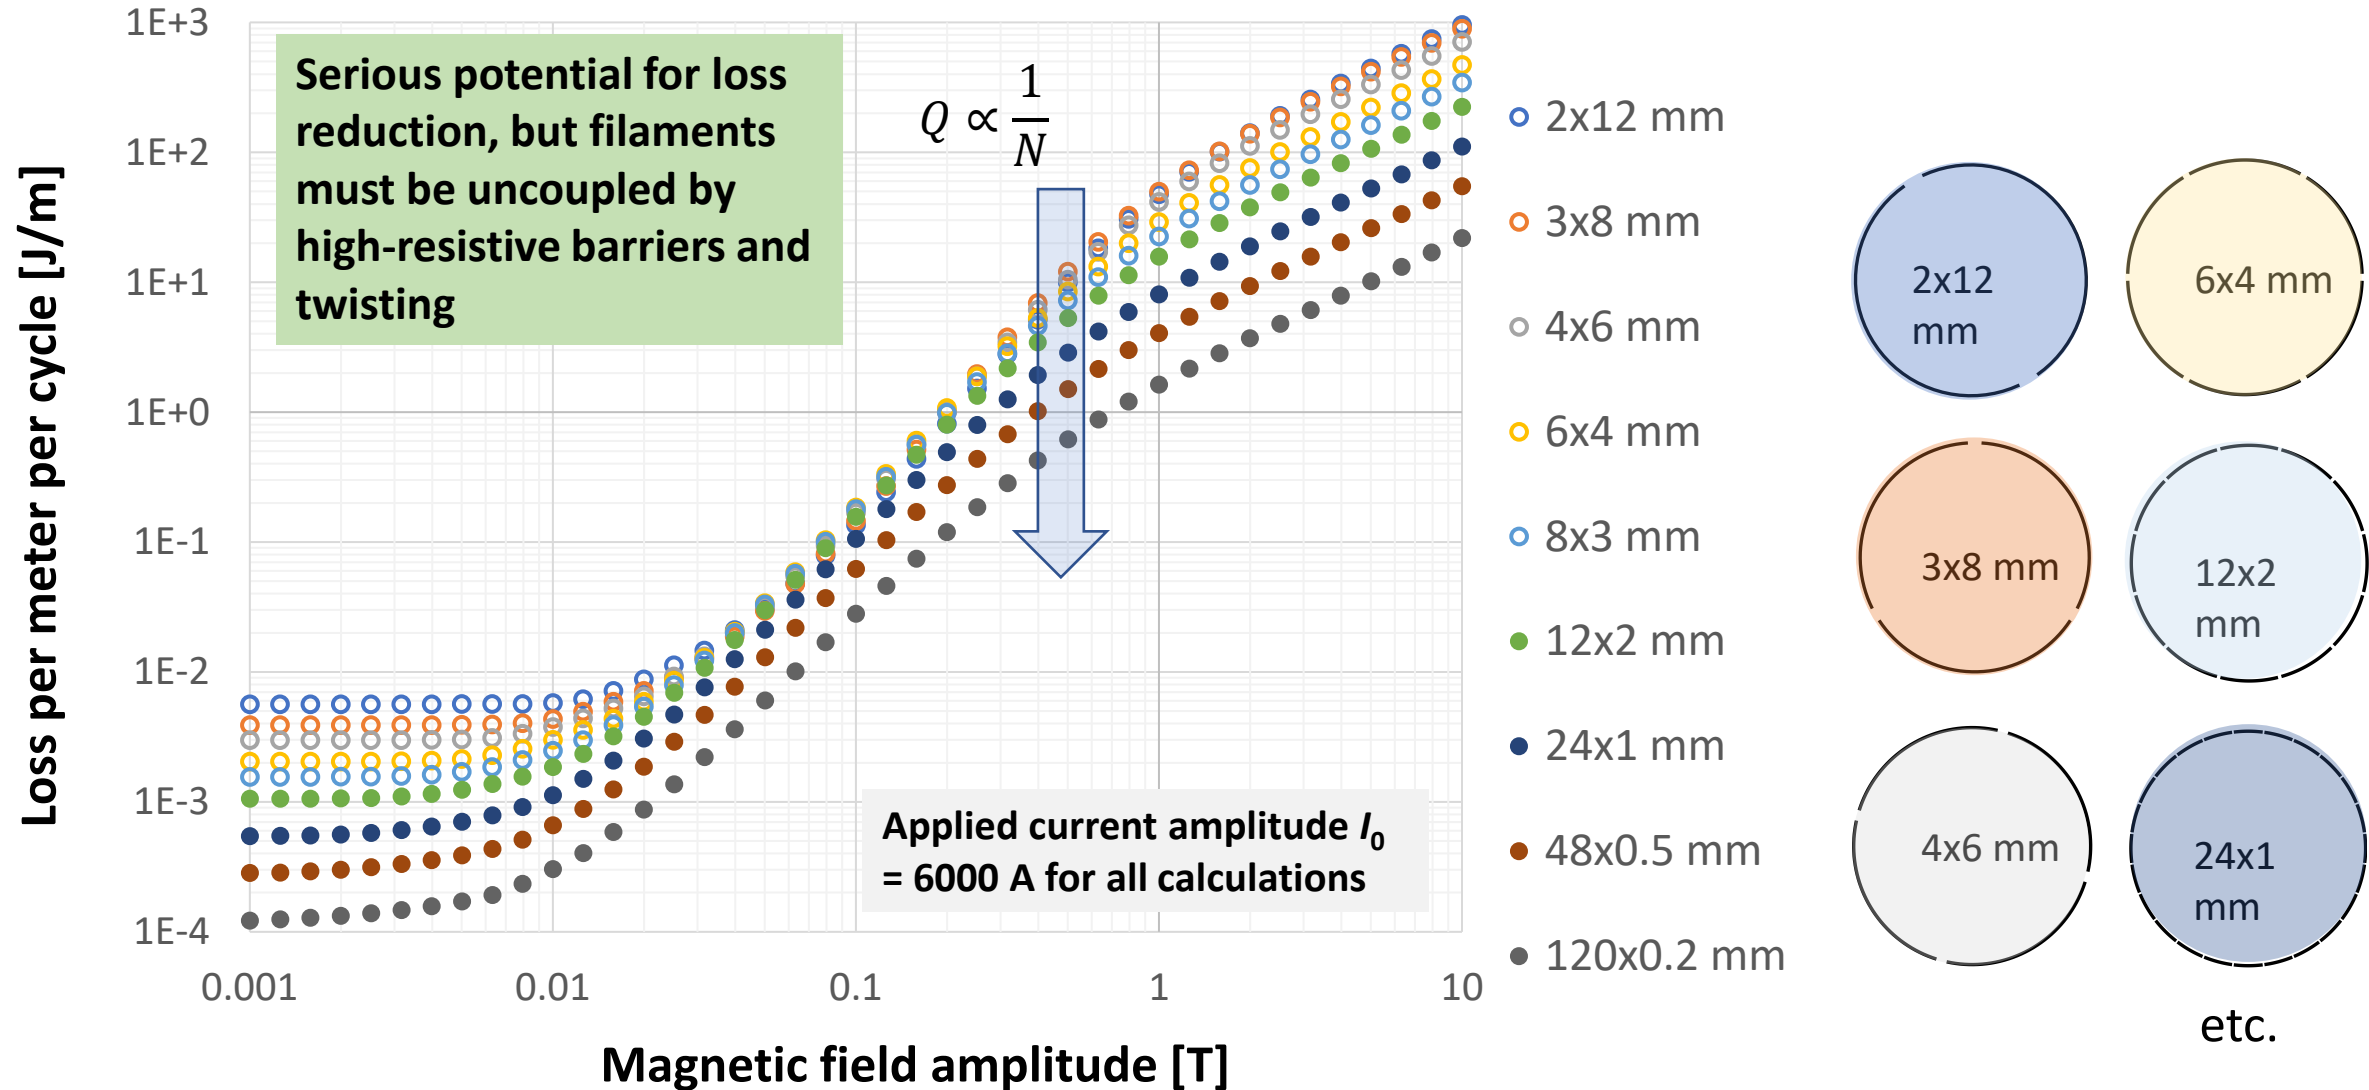 Loss per meter per cycle [J/m]
1E+3
1E+2
1E+1
1E+0
1E-1
1E-2
1E-3
1E-4
Serious potential for loss
reduction, but filaments
must be uncoupled by
high-resistive barriers and
twisting
Q ∝ 1/N
Applied current amplitude I₀
= 6000 A for all calculations
0.001
0.01
0.1
1
10
Magnetic field amplitude [T]
2x12 mm
3x8 mm
4x6 mm
6x4 mm
8x3 mm
12x2 mm
24x1 mm
48x0.5 mm
120x0.2 mm
2x12
mm
6x4 mm
3x8 mm
12x2
mm
4x6 mm
24x1
mm
etc.